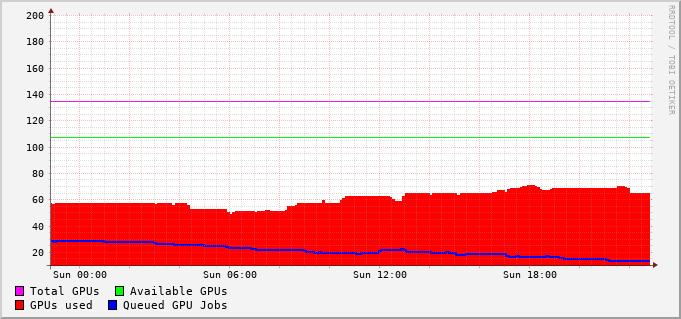 200
180
160
140
120
100
80
60
40
20
Sun 00:00 Sun 06:00 Sun 12:00 Sun 18:00
Total GPUs Available GPUs
GPUs used Queued GPU Jobs
RRDTOOL / TOBI OETIKER